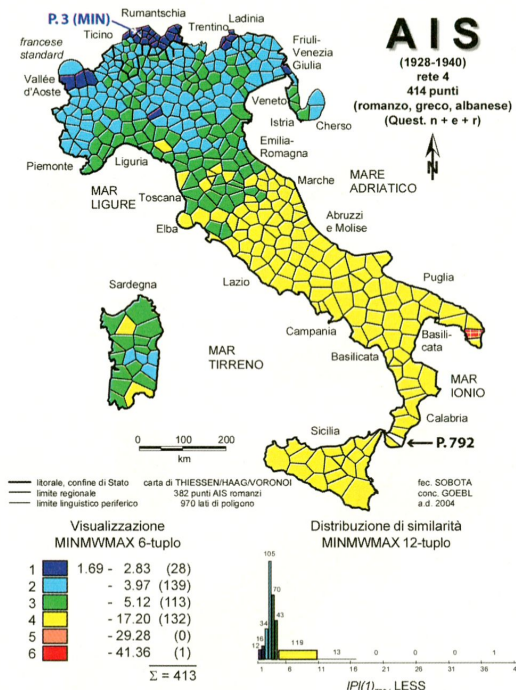 P.3 (MIN)
Rumantschia
Ladinia
Ticino
Trentino
Friuli-
Venezia
Giulia
francese
standard
Vallée
d'Aoste
Veneto
Istria
Cherso
Emilia-
Romagna
Piemonte
Liguria
MAR
LIGURE
Toscana
Marche
MARE
ADRIATICO
Elba
Abruzzi
e Molise
Lazio
Puglia
Sardegna
Campania
Basili-
cata
Basilicata
MAR
TIRRENO
MAR
IONIO
Calabria
Sicilia
P.792
AIS
(1928-1940)
rete 4
414 punti
(romanzo, greco, albanese)
(Quest. n + e + r)
N
0 100 200
km
litorale, confine di Stato
limite regionale
limite linguistico periferico
carta di THIESSEN/HAAG/VORONOI
382 punti AIS romanzi
970 lati di poligono
fec. SOBOTA
conc. GOEBL
a.d. 2004
Visualizzazione
MINMWMAX 6-tuplo
1 1.69 - 2.83 (28)
2 - 3.97 (139)
3 - 5.12 (113)
4 - 17.20 (132)
5 - 29.28 (0)
6 - 41.36 (1)
Σ = 413
Distribuzione di similarità
MINMWMAX 12-tuplo
105
70
43
34
12 16
119
13
0 0 0 0 1
1 6 11 16 21 26 31 36
LESS